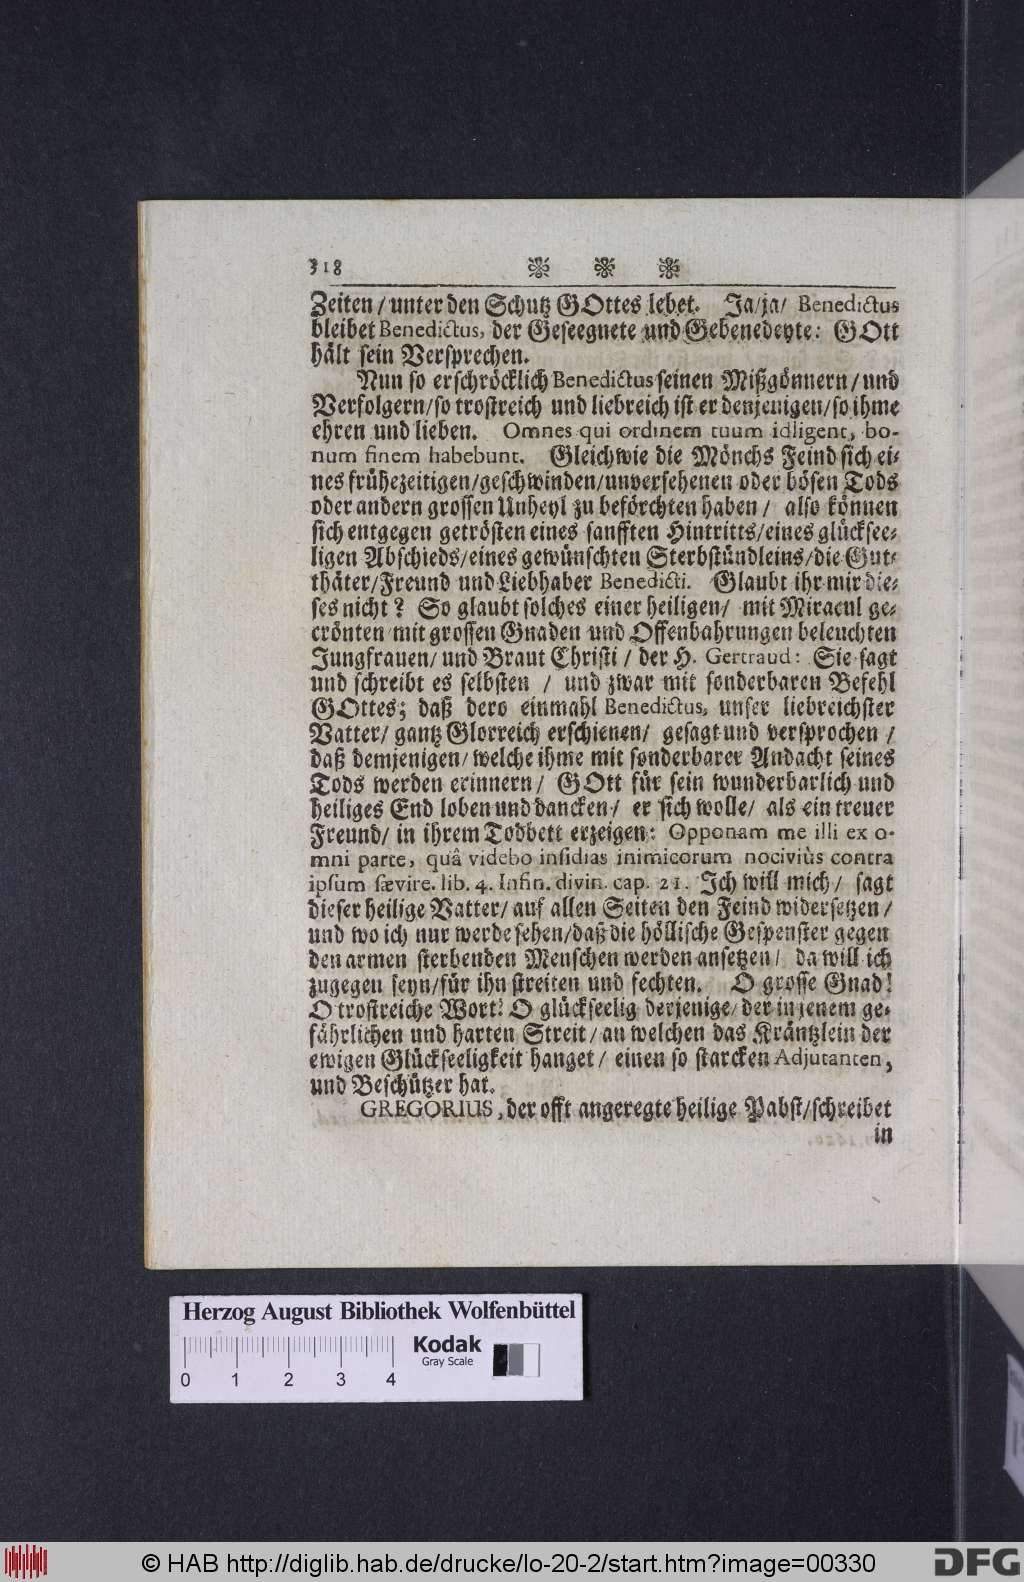 318
Zeiten / unter den Schutz GOttes lebet. Ja / ja / Benedictus
bleibet Benedictus, der Geseegnete und Gebenedeyte: GOtt
hält sein Versprechen.
Nun so erschröcklich Benedictus seinen Mißgönnern / und
Verfolgern / so trostreich und liebreich ist er denjenigen / so ihme
ehren und lieben. Omnes qui ordinem tuum idligent, bo-
num finem habebunt. Gleichwie die Mönchs Feind sich ei-
nes frühezeitigen / geschwinden / unversehenen oder bösen Tods
oder andern grossen Unheyl zu beförchten haben / also können
sich entgegen getrösten eines sanfften Hintritts / eines glücksee-
ligen Abschieds / eines gewünschten Sterbstündleins / die Gut-
thäter / Freund und Liebhaber Benedicti. Glaubt ihr mir die-
ses nicht? So glaubt solches einer heiligen / mit Miracul ge-
crönten mit grossen Gnaden und Offenbahrungen beleuchten
Jungfrauen / und Braut Christi / der H. Gertraud: Sie sagt
und schreibt es selbsten / und zwar mit sonderbaren Befehl
GOttes; daß dero einmahl Benedictus, unser liebreichster
Vatter / gantz Glorreich erschienen / gesagt und versprochen /
daß demjenigen / welche ihme mit sonderbarer Andacht seines
Tods werden erinnern / GOtt für sein wunderbarlich und
heiliges End loben und dancken / er sich wolle / als ein treuer
Freund / in ihrem Todbett erzeigen: Opponam me illi ex o-
mni parte, quâ videbo insidias inimicorum nociviùs contra
ipsum sævire. lib. 4. Infin. divin. cap. 21. Ich will mich / sagt
dieser heilige Vatter / auf allen Seiten den Feind widersetzen /
und wo ich nur werde sehen / daß die höllische Gespenster gegen
den armen sterbenden Menschen werden ansetzen / da will ich
zugegen seyn / für ihn streiten und fechten. O grosse Gnad!
O trostreiche Wort! O glückseelig derjenige / der in jenem ge-
fährlichen und harten Streit / an welchen das Kräntzlein der
ewigen Glückseeligkeit hanget / einen so starcken Adjutanten,
und Beschützer hat.
GREGORIUS, der offt angeregte heilige Pabst / schreibet
in
Herzog August Bibliothek Wolfenbüttel
Kodak
Gray Scale
0 1 2 3 4
© HAB http://diglib.hab.de/drucke/lo-20-2/start.htm?image=00330
DFG